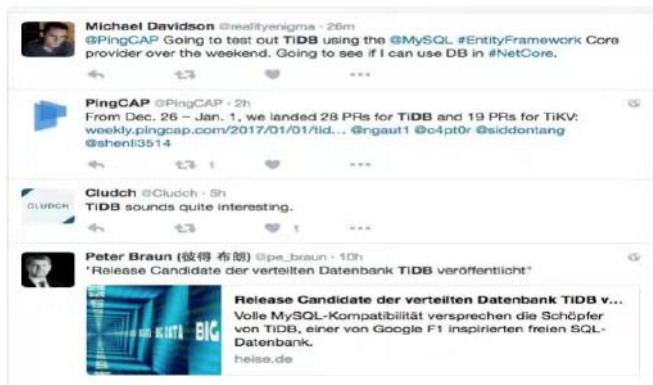 Michael Davidson @realityenigma · 26m
@PingCAP Going to test out TiDB using the @MySQL #EntityFramework Core
provider over the weekend. Going to see if I can use DB in #NetCore.
PingCAP @PingCAP · 2h
From Dec. 26 – Jan. 1, we landed 28 PRs for TiDB and 19 PRs for TiKV:
weekly.pingcap.com/2017/01/01/tid... @ngaut1 @c4pt0r @siddontang
@shenli3514
1
Cludch @Cludch · 5h
CLUDCH
TiDB sounds quite interesting.
1
Peter Braun (彼得 布朗) @pe_braun · 10h
"Release Candidate der verteilten Datenbank TiDB veröffentlicht"
Release Candidate der verteilten Datenbank TiDB v...
Volle MySQL-Kompatibilität versprechen die Schöpfer
von TiDB, einer von Google F1 inspirierten freien SQL-
Datenbank.
heise.de
BIG DATA BIG